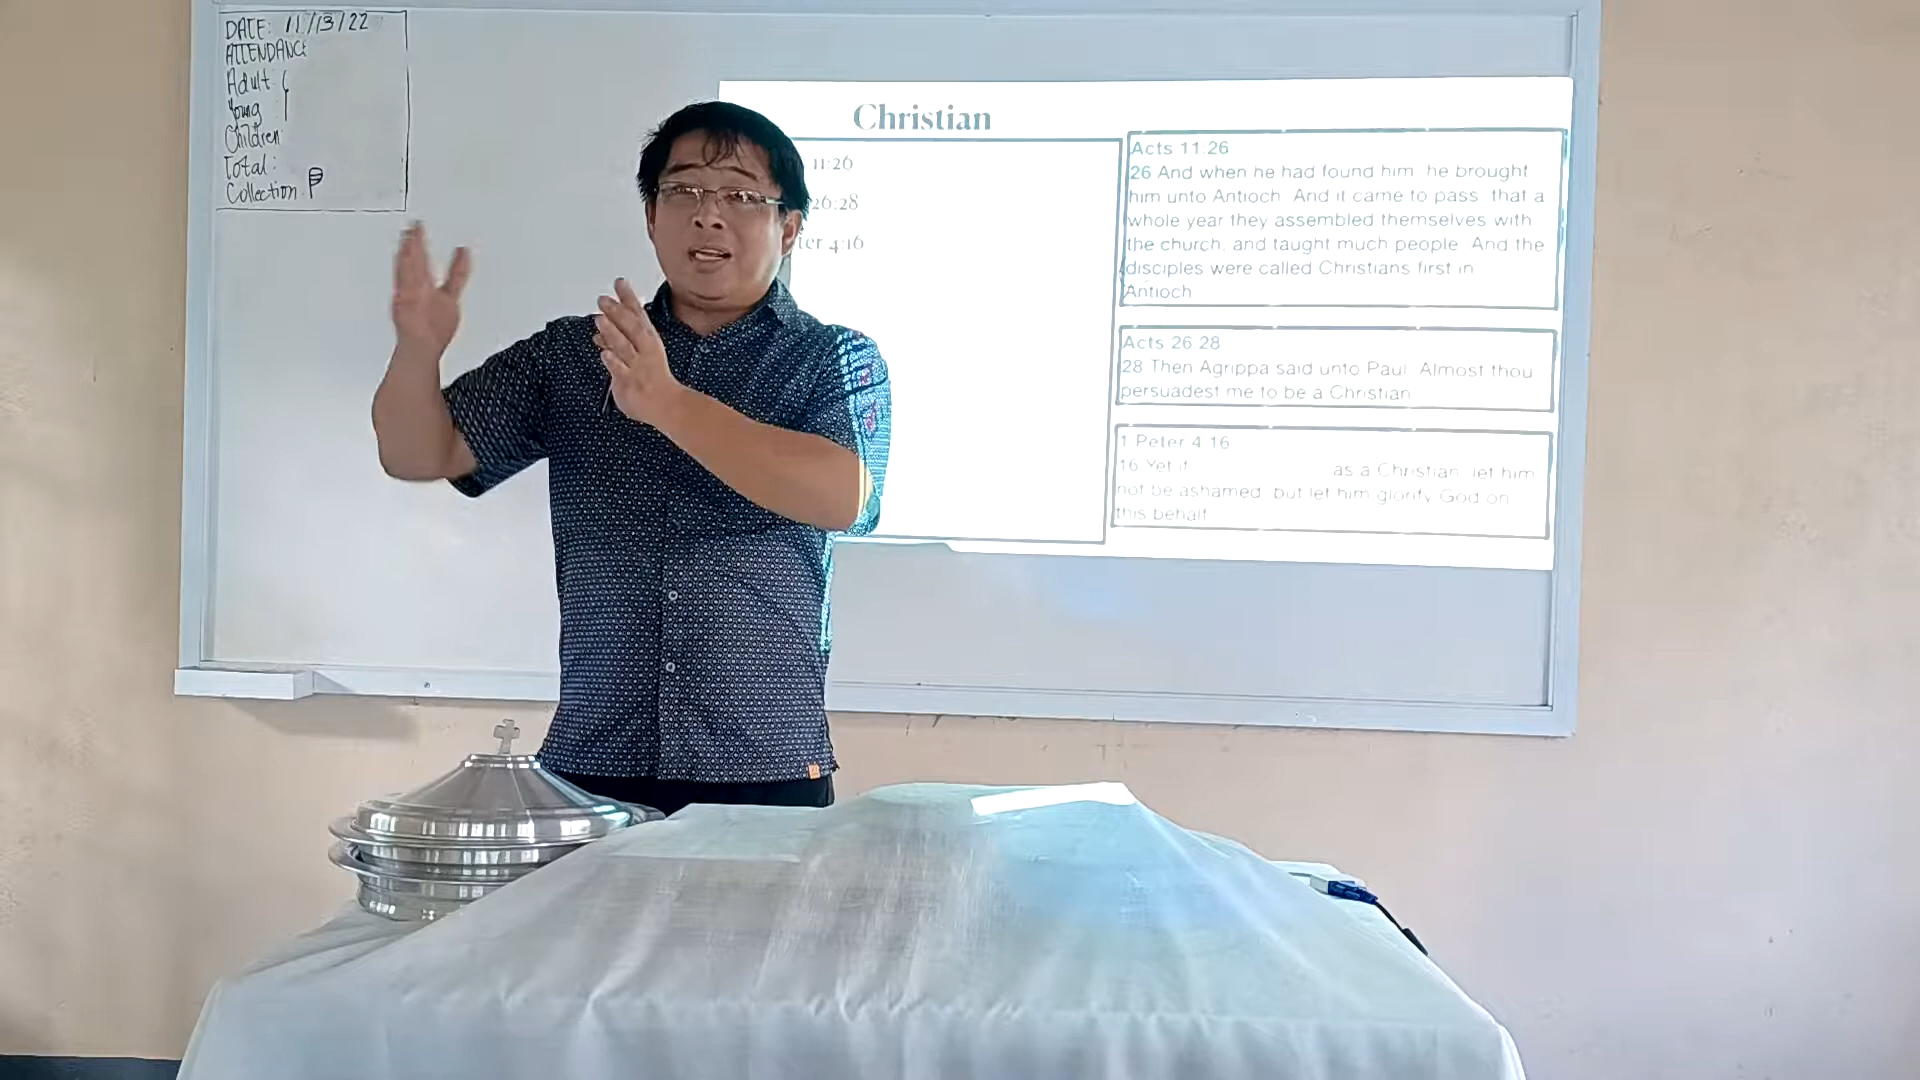 DATE: 11/13/22
ATTENDANCE
Adult:
Young
Children:
Total:
Collection: ₱
Christian
11:26
26:28
ter 4:16
Acts 11:26
26 And when he had found him, he brought
him unto Antioch. And it came to pass, that a
whole year they assembled themselves with
the church, and taught much people. And the
disciples were called Christians first in
Antioch
Acts 26:28
28 Then Agrippa said unto Paul, Almost thou
persuadest me to be a Christian
1 Peter 4:16
16 Yet if as a Christian, let him
not be ashamed, but let him glorify God on
this behalf